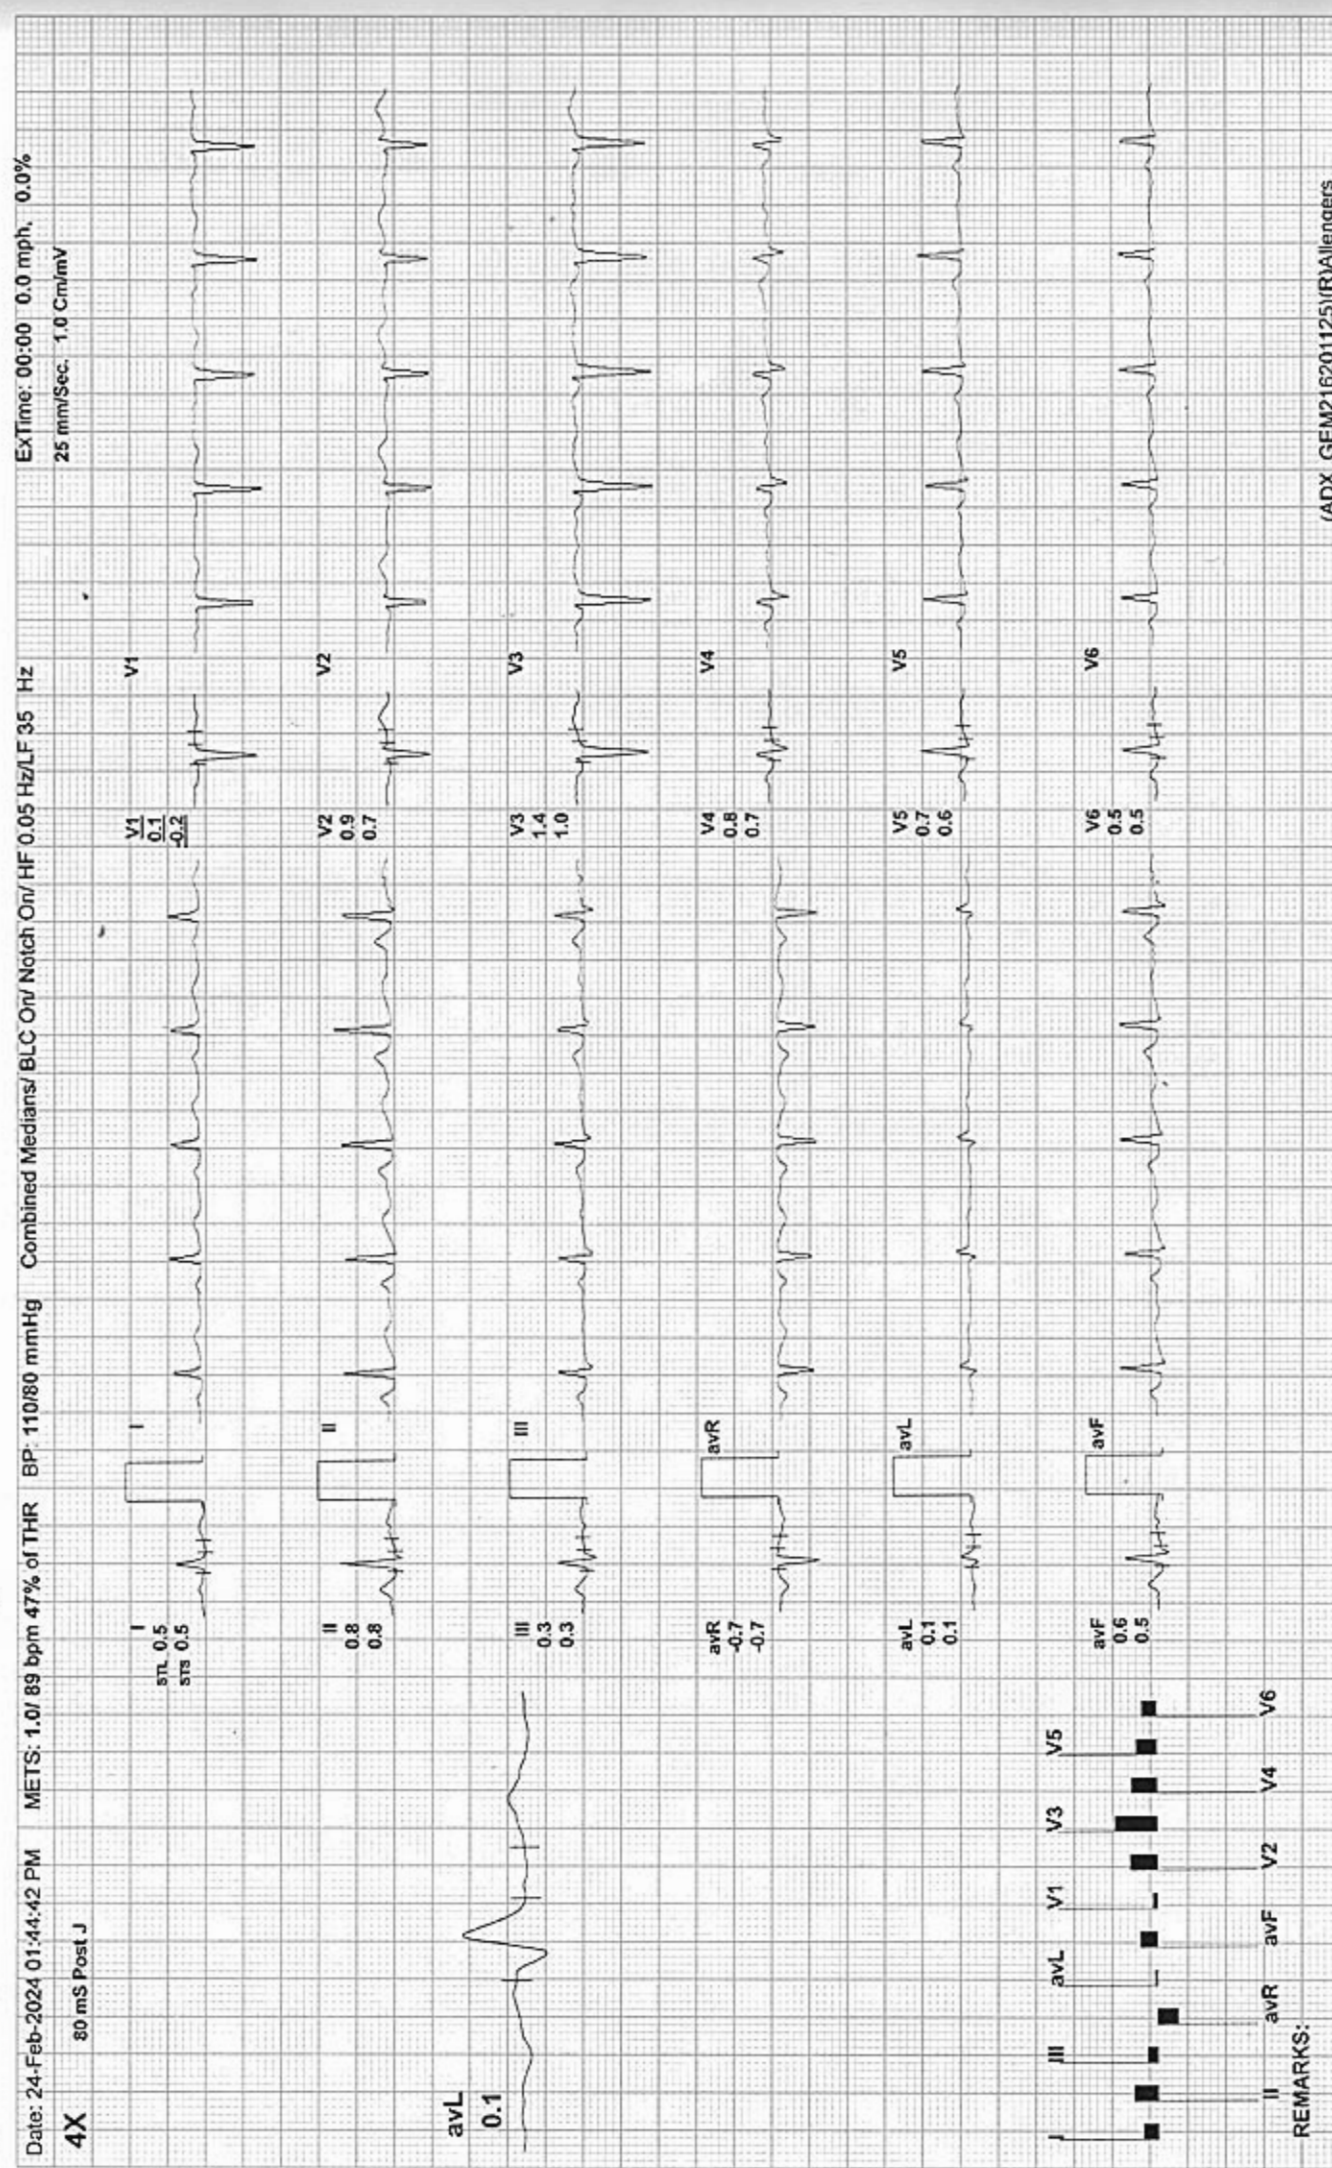 Date: 24-Feb-2024 01:44:42 PM METS: 1.0/ 89 bpm 47% of THR BP: 110/80 mmHg Combined Medians/ BLC On/ Notch On/ HF 0.05 Hz/LF 35 Hz ExTime: 00:00 0.0 mph, 0.0%
4X 80 mS Post J 25 mm/Sec. 1.0 Cm/mV
I
STL 0.5
STS 0.5
I
V1
0.1
-0.2
V1
II
0.8
0.8
II
V2
0.9
0.7
V2
avL
0.1
III
0.3
0.3
III
V3
1.4
1.0
V3
avR
-0.7
-0.7
avR
V4
0.8
0.7
V4
avL
0.1
0.1
avL
V5
0.7
0.6
V5
avF
0.6
0.5
avF
V6
0.5
0.5
V6
I III avL V1 V3 V5
II avR avF V2 V4 V6
REMARKS:
(ADX_GEM216201125)(R)Allengers